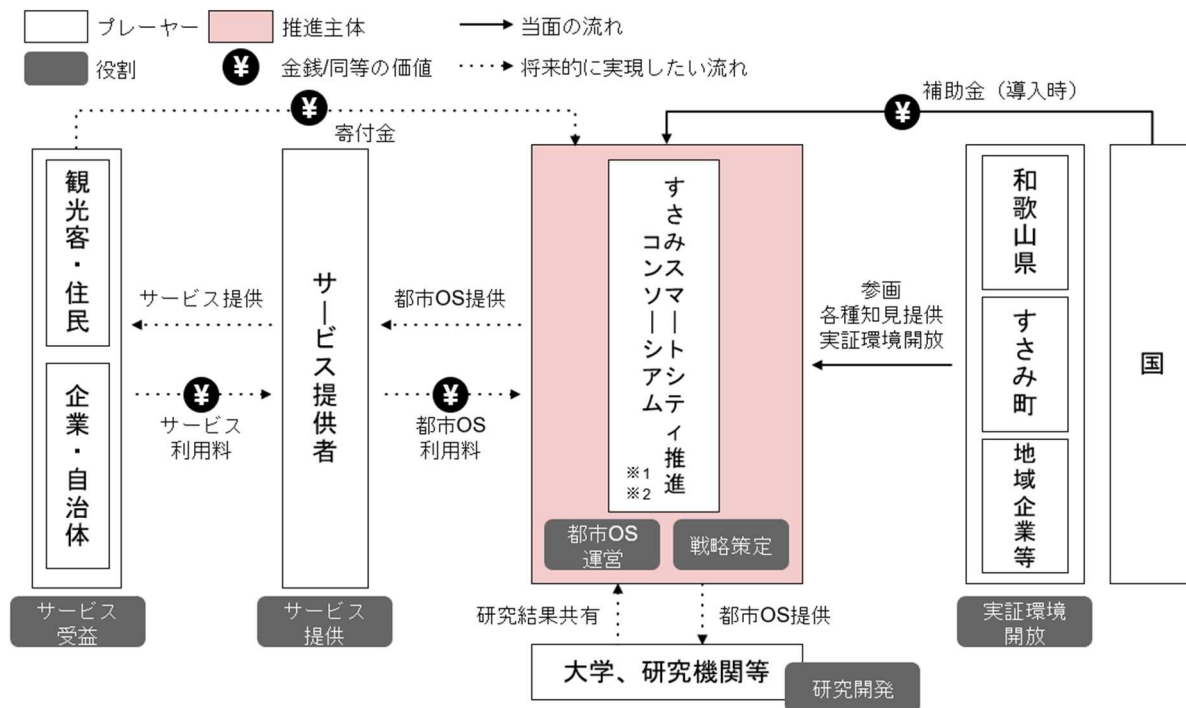 プレーヤー
推進主体
当面の流れ
役割
¥
金銭/同等の価値
将来的に実現したい流れ
¥
寄付金
¥
補助金（導入時）
観光客・住民
企業・自治体
サービス
受益
サービス提供
¥
サービス
利用料
サービス提供者
サービス
提供
都市OS提供
¥
都市OS
利用料
すさみスマートシティ推進
コンソーシアム
※1
※2
都市OS
運営
戦略策定
参画
各種知見提供
実証環境開放
和歌山県
すさみ町
地域企業等
実証環境
開放
国
研究結果共有
都市OS提供
大学、研究機関等
研究開発